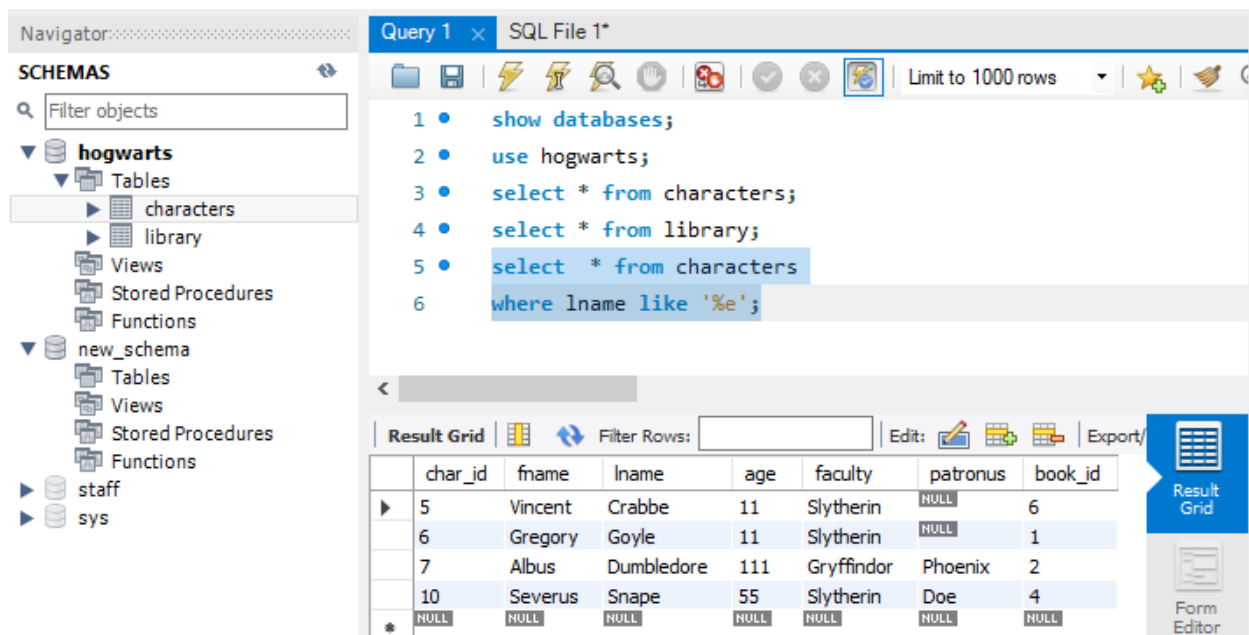 Navigator
SCHEMAS
Filter objects
hogwarts
Tables
characters
library
Views
Stored Procedures
Functions
new_schema
Tables
Views
Stored Procedures
Functions
staff
sys
Query 1 × SQL File 1*
Limit to 1000 rows
1 show databases;
2 use hogwarts;
3 select * from characters;
4 select * from library;
5 select  * from characters
6 where lname like '%e';
Result Grid Filter Rows: Edit: Export/
char_id fname lname age faculty patronus book_id
5 Vincent Crabbe 11 Slytherin NULL 6
6 Gregory Goyle 11 Slytherin NULL 1
7 Albus Dumbledore 111 Gryffindor Phoenix 2
10 Severus Snape 55 Slytherin Doe 4
NULL NULL NULL NULL NULL NULL NULL
Result
Grid
Form
Editor